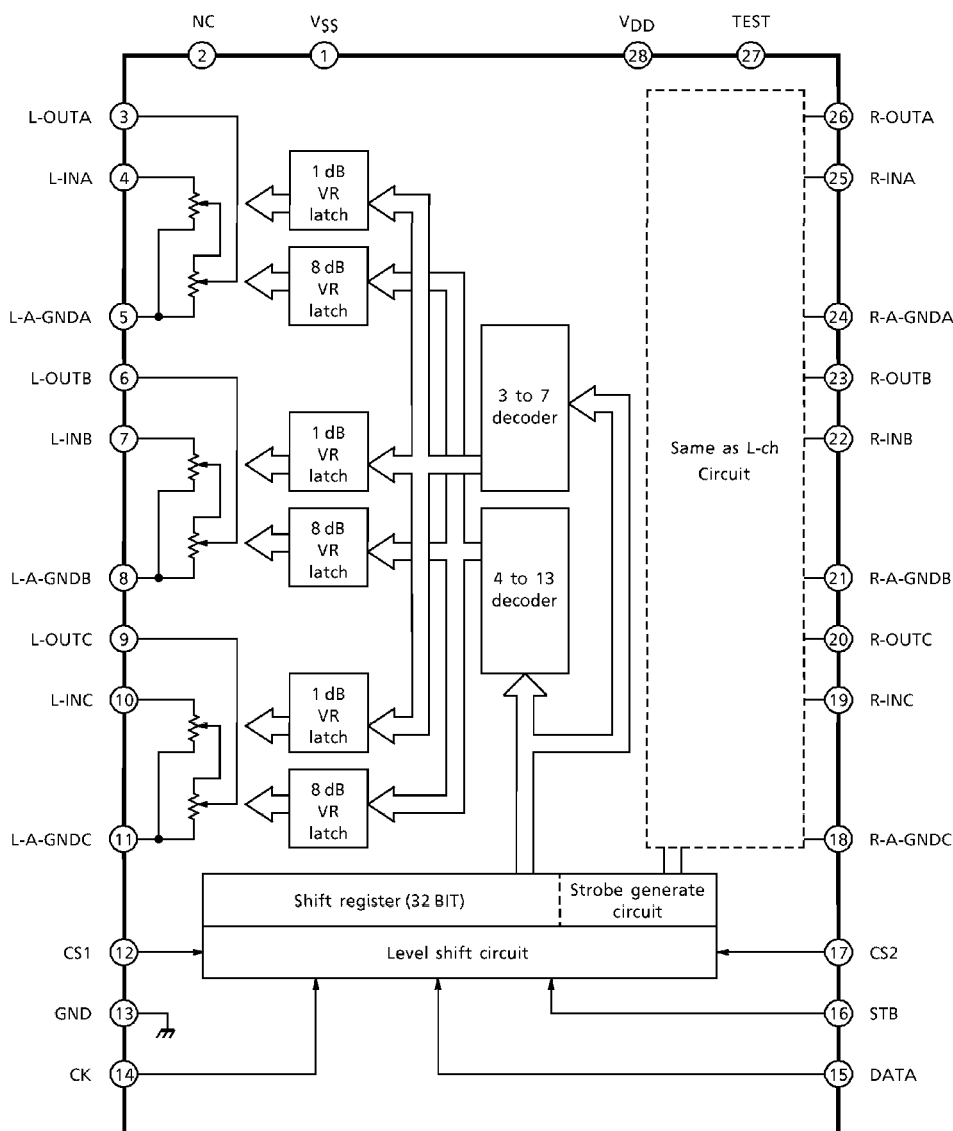 NC
VSS
VDD
TEST
2
1
28
27
L-OUTA
3
26
R-OUTA
L-INA
4
1 dB
VR
latch
25
R-INA
8 dB
VR
latch
L-A-GNDA
5
24
R-A-GNDA
L-OUTB
6
3 to 7
decoder
23
R-OUTB
L-INB
7
1 dB
VR
latch
Same as L-ch
Circuit
22
R-INB
8 dB
VR
latch
4 to 13
decoder
L-A-GNDB
8
21
R-A-GNDB
L-OUTC
9
20
R-OUTC
L-INC
10
1 dB
VR
latch
19
R-INC
8 dB
VR
latch
L-A-GNDC
11
18
R-A-GNDC
Shift register (32 BIT)
Strobe generate
circuit
CS1
12
Level shift circuit
17
CS2
GND
13
16
STB
CK
14
15
DATA